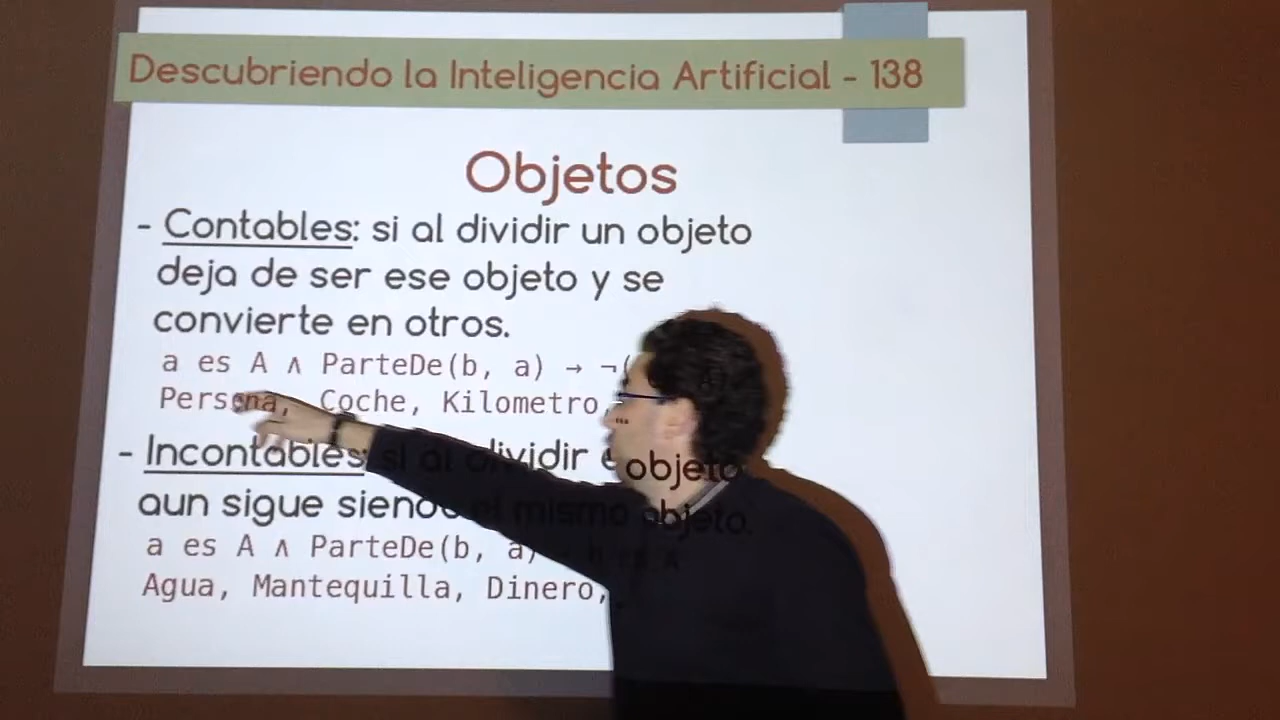 Descubriendo la Inteligencia Artificial - 138
Objetos
- Contables: si al dividir un objeto
deja de ser ese objeto y se
convierte en otros.
a es A ∧ ParteDe(b, a) → ¬(
Persona, Coche, Kilometro, ...
- Incontables: si al dividir el objeto
aun sigue siendo el mismo objeto.
a es A ∧ ParteDe(b, a) → b es A
Agua, Mantequilla, Dinero,